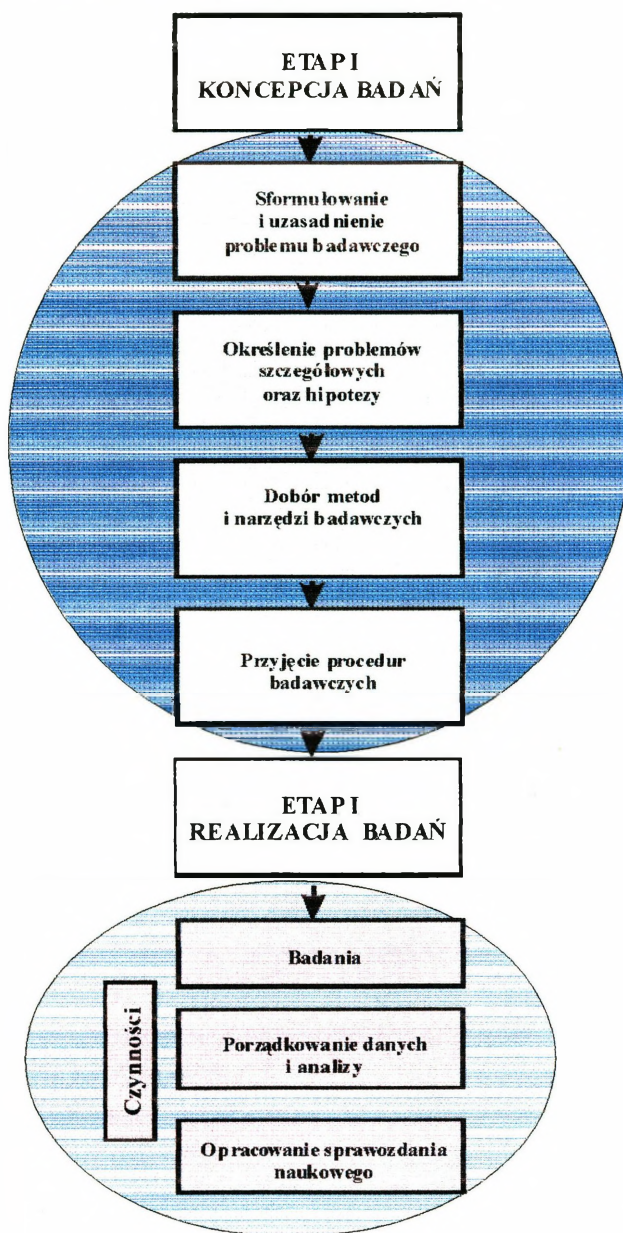 ETAP I
KONCEPCJA BADAŃ
Sformułowanie
i uzasadnienie
problemu badawczego
Określenie problemów
szczegółowych
oraz hipotezy
Dobór metod
i narzędzi badawczych
Przyjęcie procedur
badawczych
ETAP I
REALIZACJA BADAŃ
Czynności
Badania
Porządkowanie danych
i analizy
Opracowanie sprawozdania
naukowego